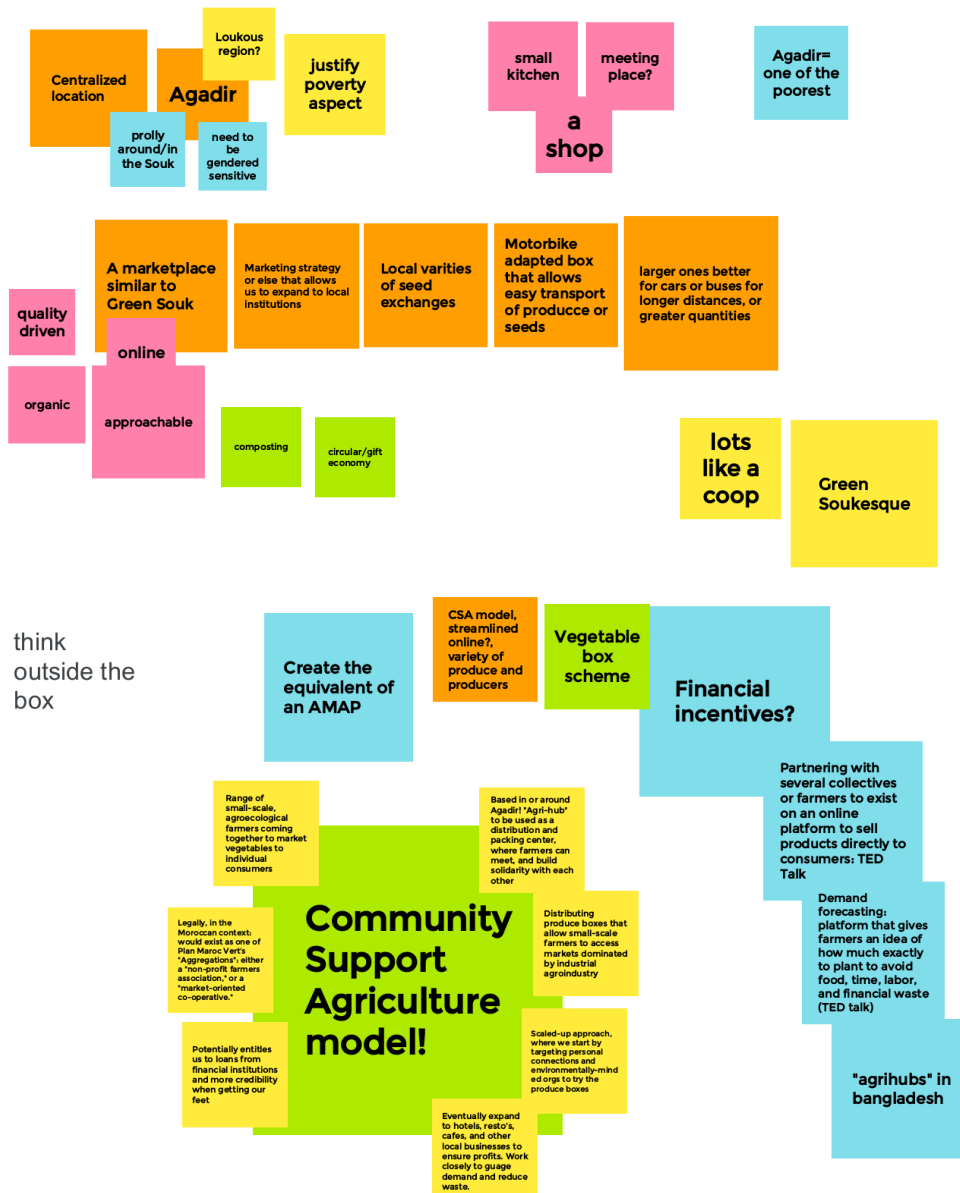 Loukous
region?
Centralized
location
Agadir
justify
poverty
aspect
prolly
around/in
the Souk
need to
be
gendered
sensitive
small
kitchen
meeting
place?
a
shop
Agadir=
one of the
poorest
A marketplace
similar to
Green Souk
Marketing strategy
or else that allows
us to expand to local
institutions
Local varities
of seed
exchanges
Motorbike
adapted box
that allows
easy transport
of producce or
seeds
larger ones better
for cars or buses for
longer distances, or
greater quantities
quality
driven
online
organic
approachable
composting
circular/gift
economy
lots
like a
coop
Green
Soukesque
think
outside the
box
Create the
equivalent of
an AMAP
CSA model,
streamlined
online?,
variety of
produce and
producers
Vegetable
box
scheme
Financial
incentives?
Partnering with
several collectives
or farmers to exist
on an online
platform to sell
products directly to
consumers: TED
Talk
Demand
forecasting:
platform that gives
farmers an idea of
how much exactly
to plant to avoid
food, time, labor,
and financial waste
(TED talk)
"agrihubs" in
bangladesh
Range of
small-scale,
agroecological
farmers coming
together to market
vegetables to
individual
consumers
Based in or around
Agadir! "Agri-hub"
to be used as a
distribution and
packing center,
where farmers can
meet, and build
solidarity with each
other
Community
Support
Agriculture
model!
Legally, in the
Moroccan context:
would exist as one of
Plan Maroc Vert's
"Aggregations": either
a "non-profit farmers
association," or a
"market-oriented
co-operative."
Distributing
produce boxes that
allow small-scale
farmers to access
markets dominated by
industrial
agroindustry
Potentially entitles
us to loans from
financial institutions
and more credibility
when getting our
feet
Scaled-up approach,
where we start by
targeting personal
connections and
environmentally-mind
ed orgs to try the
produce boxes
Eventually expand
to hotels, resto's,
cafes, and other
local businesses to
ensure profits. Work
closely to guage
demand and reduce
waste.